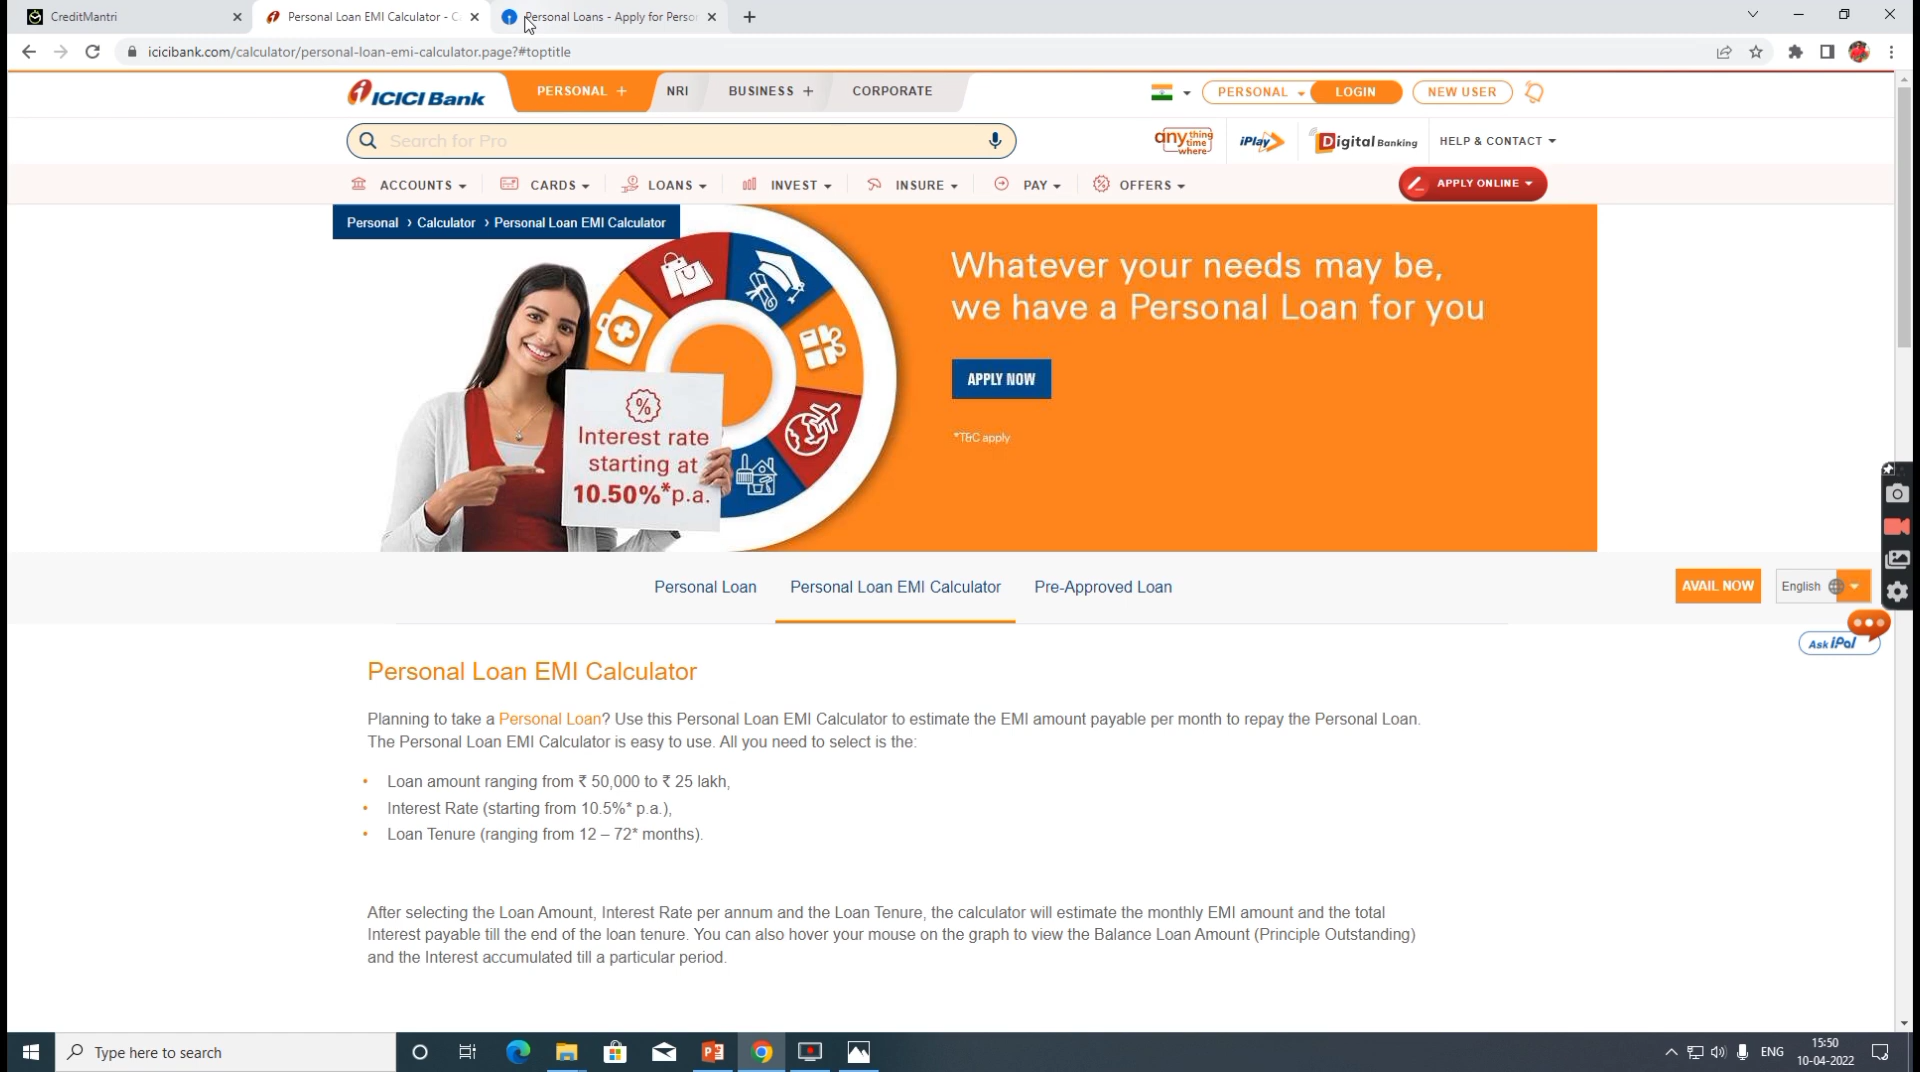 CreditMantri
Personal Loan EMI Calculator - C
Personal Loans - Apply for Perso
icicibank.com/calculator/personal-loan-emi-calculator.page?#toptitle
ICICI Bank
PERSONAL +
NRI
BUSINESS +
CORPORATE
PERSONAL
LOGIN
NEW USER
Search for Pro
any thing time where
iPlay
Digital Banking
HELP & CONTACT
ACCOUNTS
CARDS
LOANS
INVEST
INSURE
PAY
OFFERS
APPLY ONLINE
Personal › Calculator › Personal Loan EMI Calculator
Whatever your needs may be,
we have a Personal Loan for you
APPLY NOW
*T&C apply
%
Interest rate
starting at
10.50%*p.a.
Personal Loan
Personal Loan EMI Calculator
Pre-Approved Loan
AVAIL NOW
English
Ask iPal
Personal Loan EMI Calculator
Planning to take a Personal Loan? Use this Personal Loan EMI Calculator to estimate the EMI amount payable per month to repay the Personal Loan.
The Personal Loan EMI Calculator is easy to use. All you need to select is the:
• Loan amount ranging from ₹ 50,000 to ₹ 25 lakh,
• Interest Rate (starting from 10.5%* p.a.),
• Loan Tenure (ranging from 12 – 72* months).
After selecting the Loan Amount, Interest Rate per annum and the Loan Tenure, the calculator will estimate the monthly EMI amount and the total
Interest payable till the end of the loan tenure. You can also hover your mouse on the graph to view the Balance Loan Amount (Principle Outstanding)
and the Interest accumulated till a particular period.
Type here to search
ENG
15:50
10-04-2022